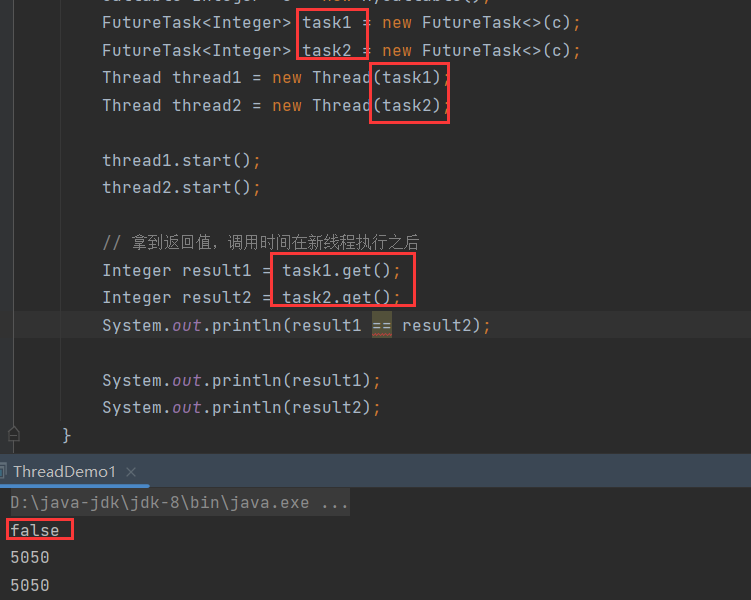 FutureTask<Integer> task1 = new FutureTask<>(c);
FutureTask<Integer> task2 = new FutureTask<>(c);
Thread thread1 = new Thread(task1);
Thread thread2 = new Thread(task2);
thread1.start();
thread2.start();
// 拿到返回值，调用时间在新线程执行之后
Integer result1 = task1.get();
Integer result2 = task2.get();
System.out.println(result1 == result2);
System.out.println(result1);
System.out.println(result2);
}
ThreadDemo1 ×
D:\java-jdk\jdk-8\bin\java.exe ...
false
5050
5050